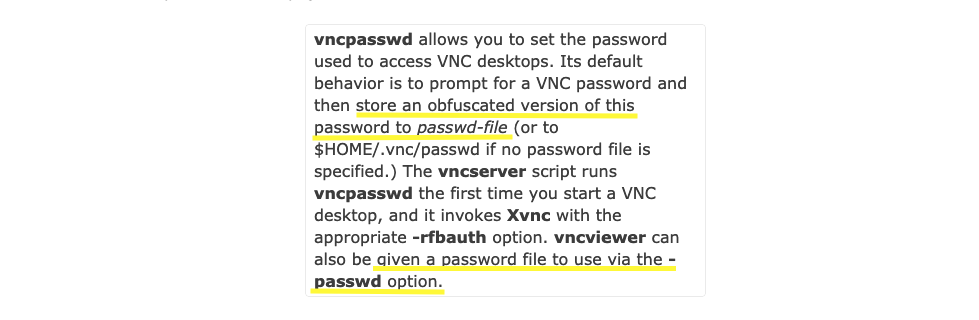 vncpasswd allows you to set the password
used to access VNC desktops. Its default
behavior is to prompt for a VNC password and
then store an obfuscated version of this
password to passwd-file (or to
$HOME/.vnc/passwd if no password file is
specified.) The vncserver script runs
vncpasswd the first time you start a VNC
desktop, and it invokes Xvnc with the
appropriate -rfbauth option. vncviewer can
also be given a password file to use via the -
passwd option.